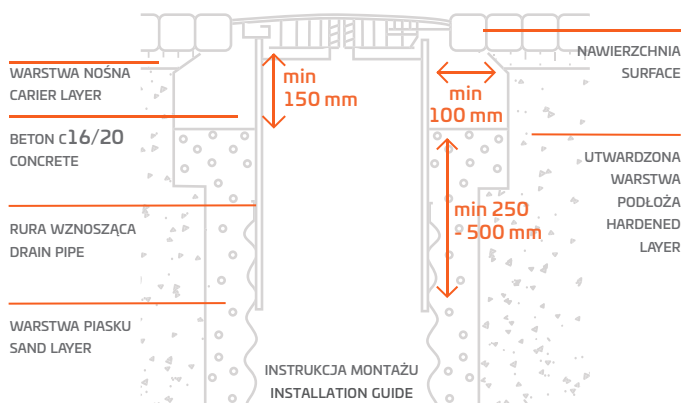 WARSTWA NOŚNA
CARIER LAYER
BETON C16/20
CONCRETE
RURA WZNOSZĄCA
DRAIN PIPE
WARSTWA PIASKU
SAND LAYER
min
150 mm
min
100 mm
min 250
- 500 mm
NAWIERZCHNIA
SURFACE
UTWARDZONA
WARSTWA
PODŁOŻA
HARDENED
LAYER
INSTRUKCJA MONTAŻU
INSTALLATION GUIDE